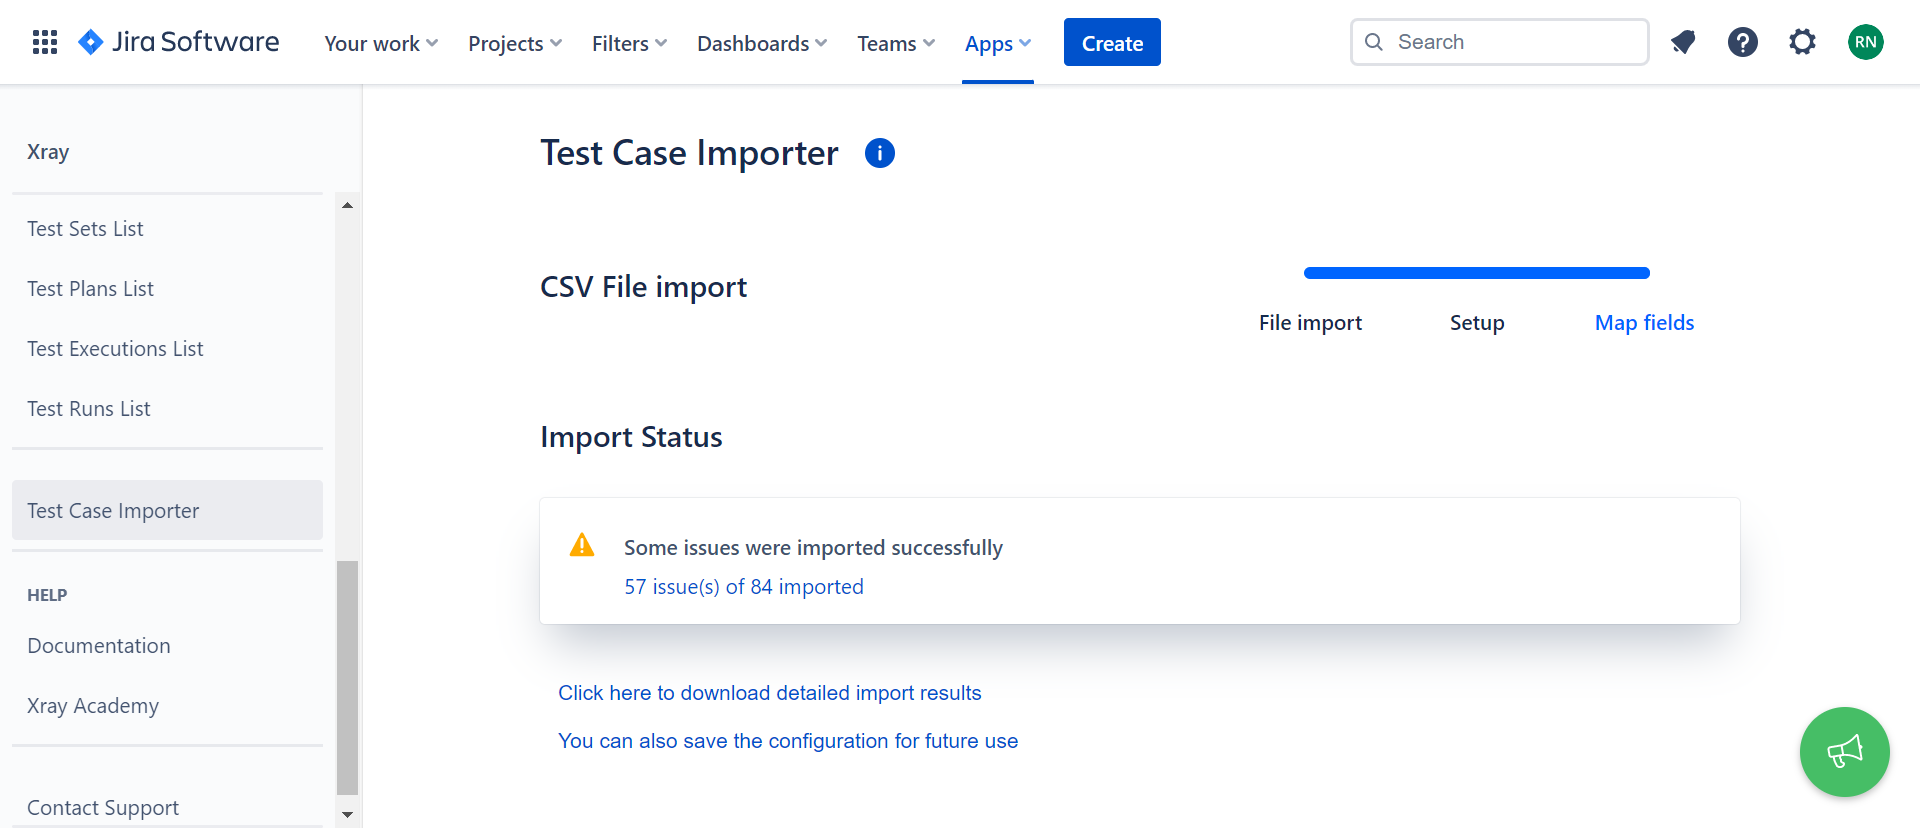 Jira Software Your work Projects Filters Dashboards Teams Apps Create Search RN
Xray
Test Sets List
Test Plans List
Test Executions List
Test Runs List
Test Case Importer
HELP
Documentation
Xray Academy
Contact Support
Test Case Importer
CSV File import
File import Setup Map fields
Import Status
Some issues were imported successfully
57 issue(s) of 84 imported
Click here to download detailed import results
You can also save the configuration for future use